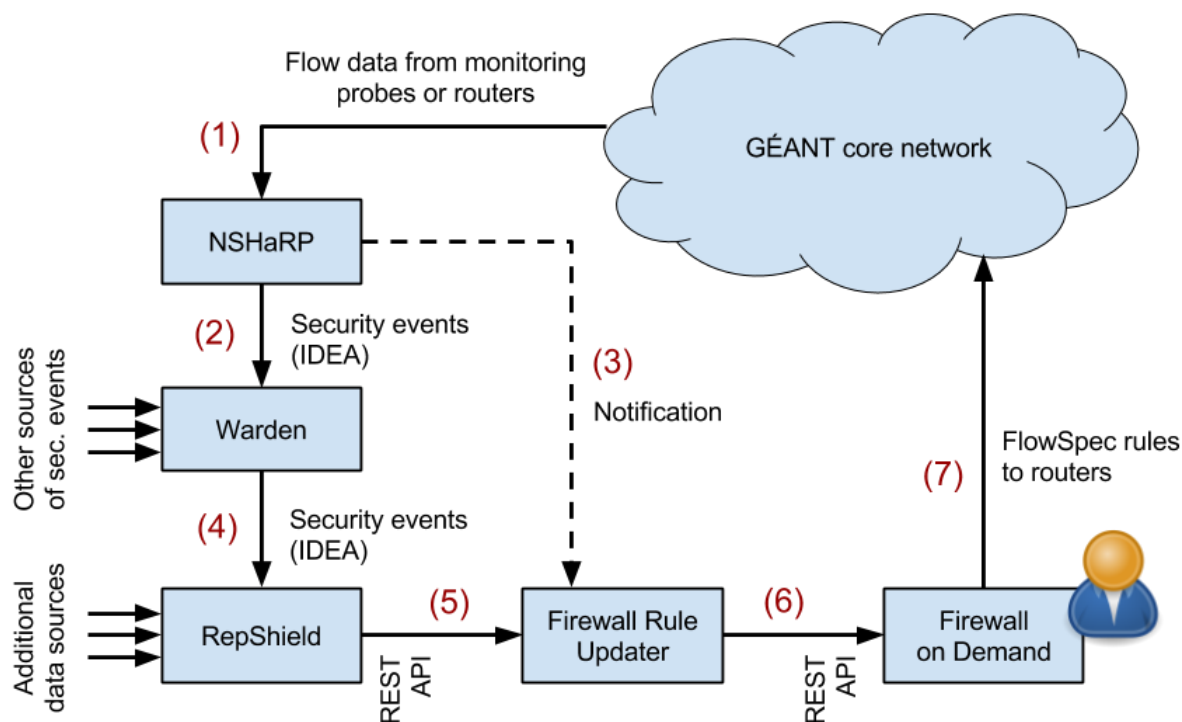 Flow data from monitoring
probes or routers
GÉANT core network
(1)
NSHaRP
(2)
Security events
(IDEA)
(3)
Notification
Other sources
of sec. events
Warden
(4)
Security events
(IDEA)
(7)
FlowSpec rules
to routers
Additional
data sources
RepShield
(5)
REST
API
Firewall Rule
Updater
(6)
REST
API
Firewall
on Demand